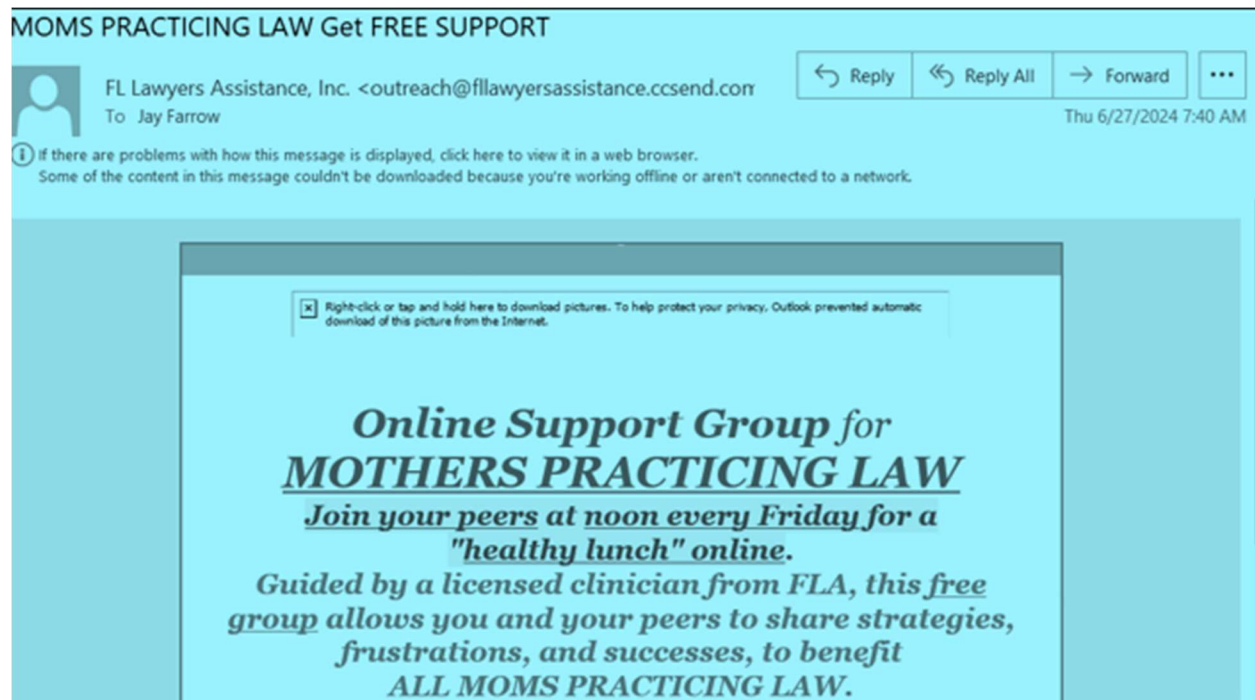 MOMS PRACTICING LAW Get FREE SUPPORT
FL Lawyers Assistance, Inc. <outreach@fllawyersassistance.ccsend.com
Reply
Reply All
Forward
To Jay Farrow
Thu 6/27/2024 7:40 AM
If there are problems with how this message is displayed, click here to view it in a web browser.
Some of the content in this message couldn't be downloaded because you're working offline or aren't connected to a network.
Right-click or tap and hold here to download pictures. To help protect your privacy, Outlook prevented automatic
download of this picture from the Internet.
Online Support Group for
MOTHERS PRACTICING LAW
Join your peers at noon every Friday for a
"healthy lunch" online.
Guided by a licensed clinician from FLA, this free
group allows you and your peers to share strategies,
frustrations, and successes, to benefit
ALL MOMS PRACTICING LAW.